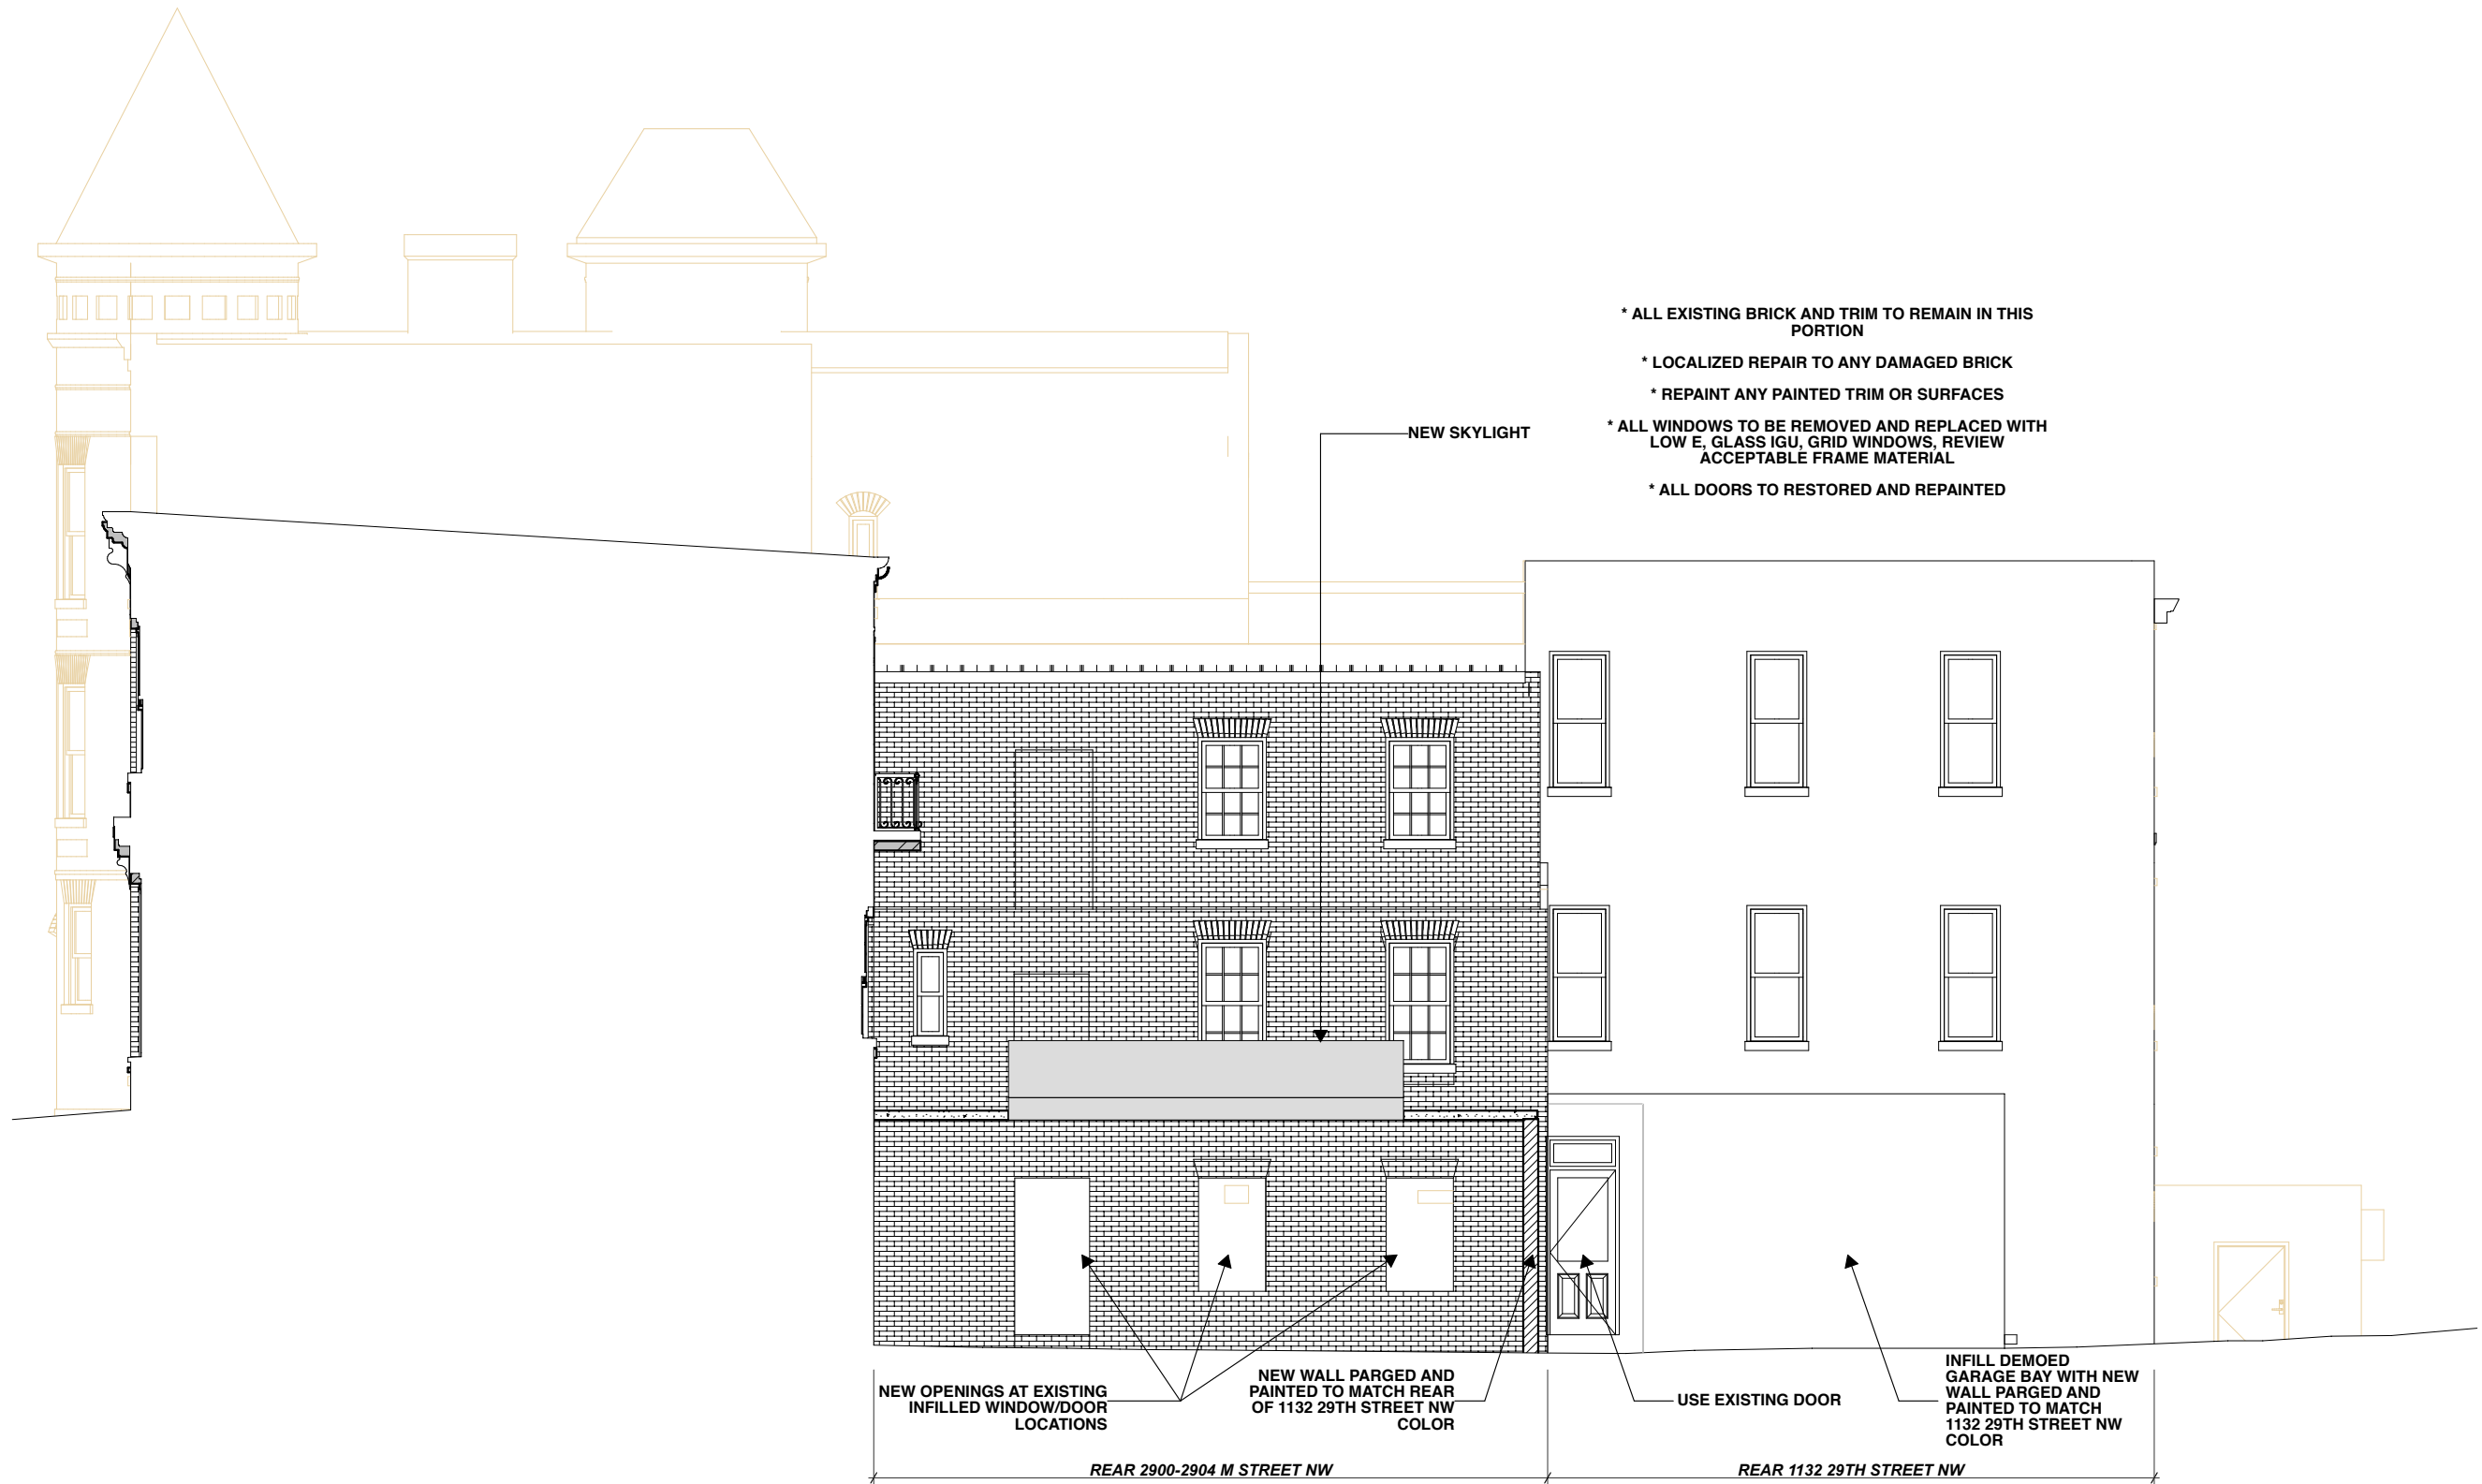 * ALL EXISTING BRICK AND TRIM TO REMAIN IN THIS
PORTION
* LOCALIZED REPAIR TO ANY DAMAGED BRICK
* REPAINT ANY PAINTED TRIM OR SURFACES
* ALL WINDOWS TO BE REMOVED AND REPLACED WITH
LOW E, GLASS IGU, GRID WINDOWS, REVIEW
ACCEPTABLE FRAME MATERIAL
* ALL DOORS TO RESTORED AND REPAINTED
NEW SKYLIGHT
NEW OPENINGS AT EXISTING
INFILLED WINDOW/DOOR
LOCATIONS
NEW WALL PARGED AND
PAINTED TO MATCH REAR
OF 1132 29TH STREET NW
COLOR
USE EXISTING DOOR
INFILL DEMOED
GARAGE BAY WITH NEW
WALL PARGED AND
PAINTED TO MATCH
1132 29TH STREET NW
COLOR
REAR 2900-2904 M STREET NW
REAR 1132 29TH STREET NW